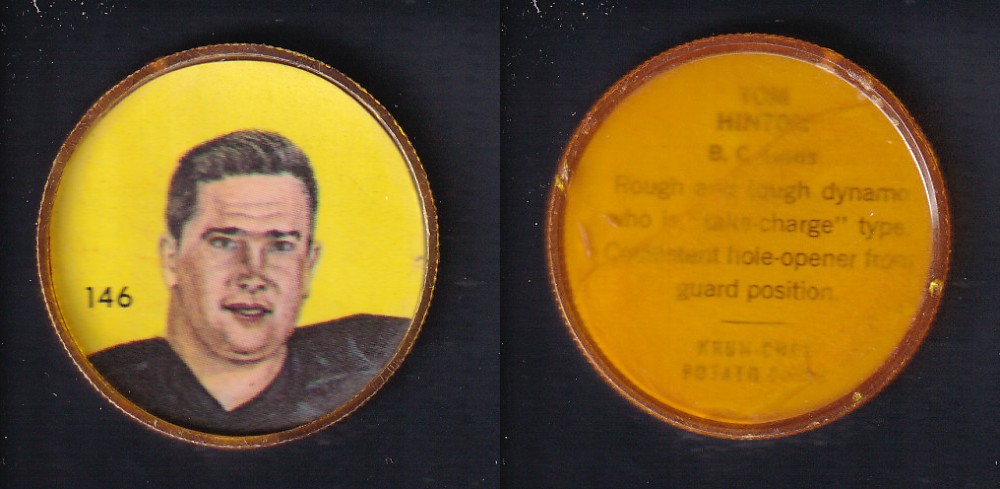 146
TOM
HINTON
B. C. Lions
Rough and tough dynamo
who is "take-charge" type.
Consistent hole-opener from
guard position.
KRUN-CHEE
POTATO CHIPS